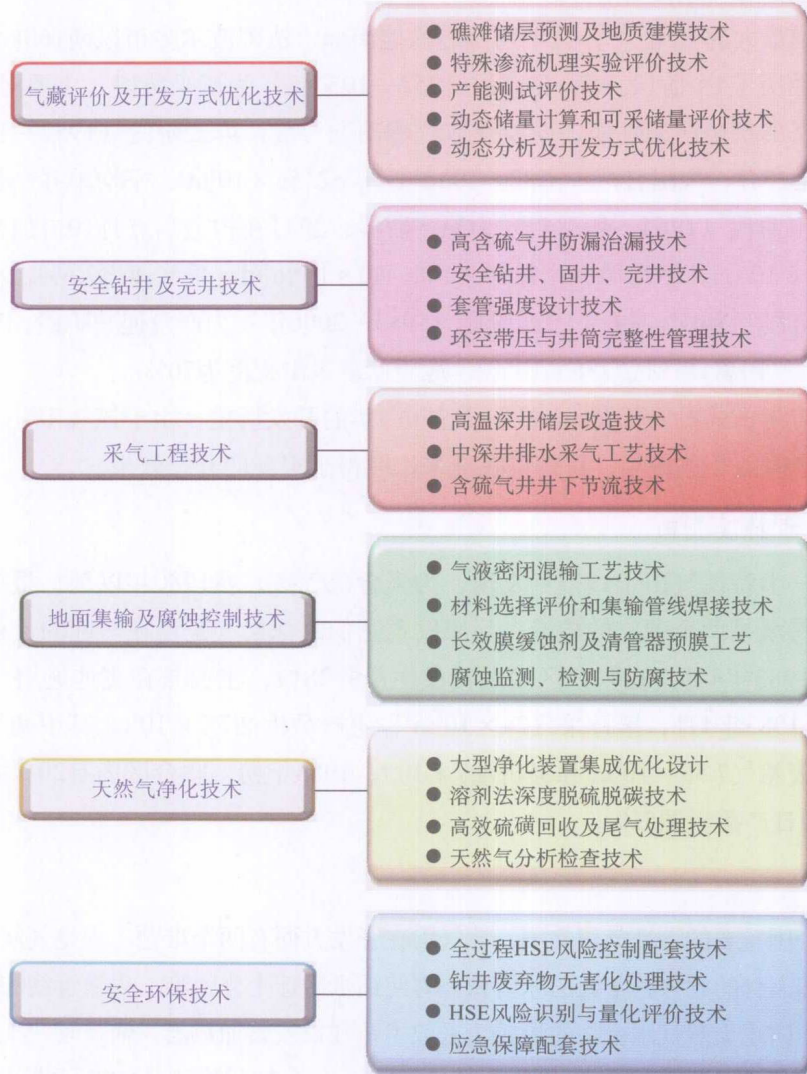 气藏评价及开发方式优化技术
● 礁滩储层预测及地质建模技术
● 特殊渗流机理实验评价技术
● 产能测试评价技术
● 动态储量计算和可采储量评价技术
● 动态分析及开发方式优化技术
安全钻井及完井技术
● 高含硫气井防漏治漏技术
● 安全钻井、固井、完井技术
● 套管强度设计技术
● 环空带压与井筒完整性管理技术
采气工程技术
● 高温深井储层改造技术
● 中深井排水采气工艺技术
● 含硫气井井下节流技术
地面集输及腐蚀控制技术
● 气液密闭混输工艺技术
● 材料选择评价和集输管线焊接技术
● 长效膜缓蚀剂及清管器预膜工艺
● 腐蚀监测、检测与防腐技术
天然气净化技术
● 大型净化装置集成优化设计
● 溶剂法深度脱硫脱碳技术
● 高效硫磺回收及尾气处理技术
● 天然气分析检查技术
安全环保技术
● 全过程HSE风险控制配套技术
● 钻井废弃物无害化处理技术
● HSE风险识别与量化评价技术
● 应急保障配套技术